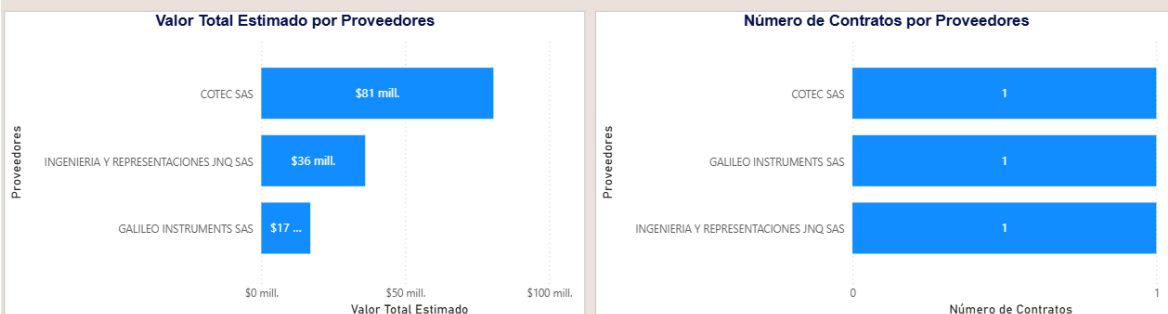 Valor Total Estimado por Proveedores
Proveedores
COTEC SAS
$81 mill.
INGENIERIA Y REPRESENTACIONES JNQ SAS
$36 mill.
GALILEO INSTRUMENTS SAS
$17 ...
$0 mill.
$50 mill.
$100 mill.
Valor Total Estimado
Número de Contratos por Proveedores
Proveedores
COTEC SAS
1
GALILEO INSTRUMENTS SAS
1
INGENIERIA Y REPRESENTACIONES JNQ SAS
1
0
1
Número de Contratos